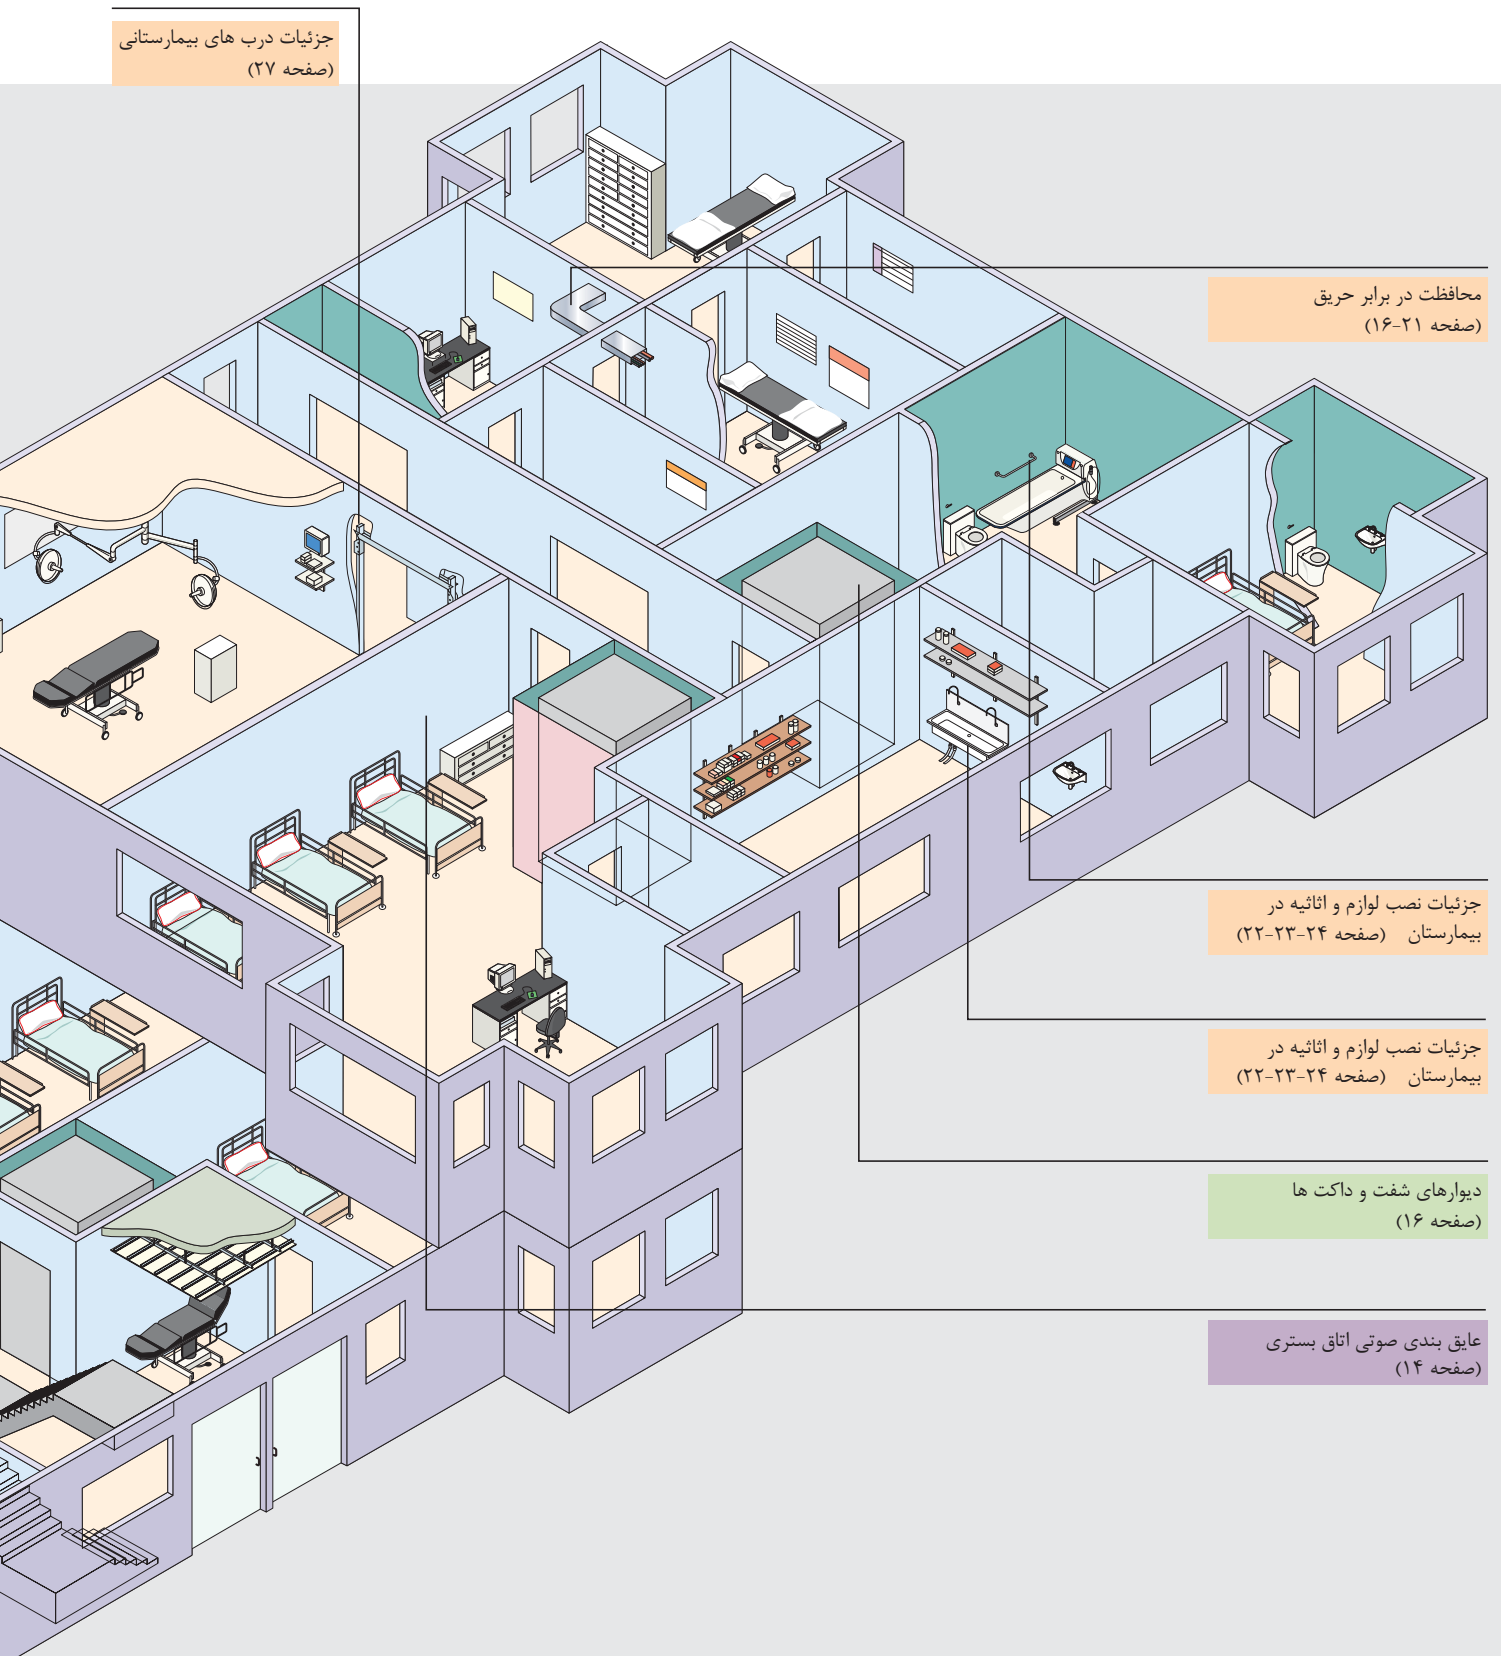 جزئیات درب های بیمارستانی
(صفحه ۲۷)
محافظت در برابر حریق
(صفحه ۲۱-۱۶)
جزئیات نصب لوازم و اثاثیه در
بیمارستان (صفحه ۲۴-۲۳-۲۲)
جزئیات نصب لوازم و اثاثیه در
بیمارستان (صفحه ۲۴-۲۳-۲۲)
دیوارهای شفت و داکت ها
(صفحه ۱۶)
عایق بندی صوتی اتاق بستری
(صفحه ۱۴)